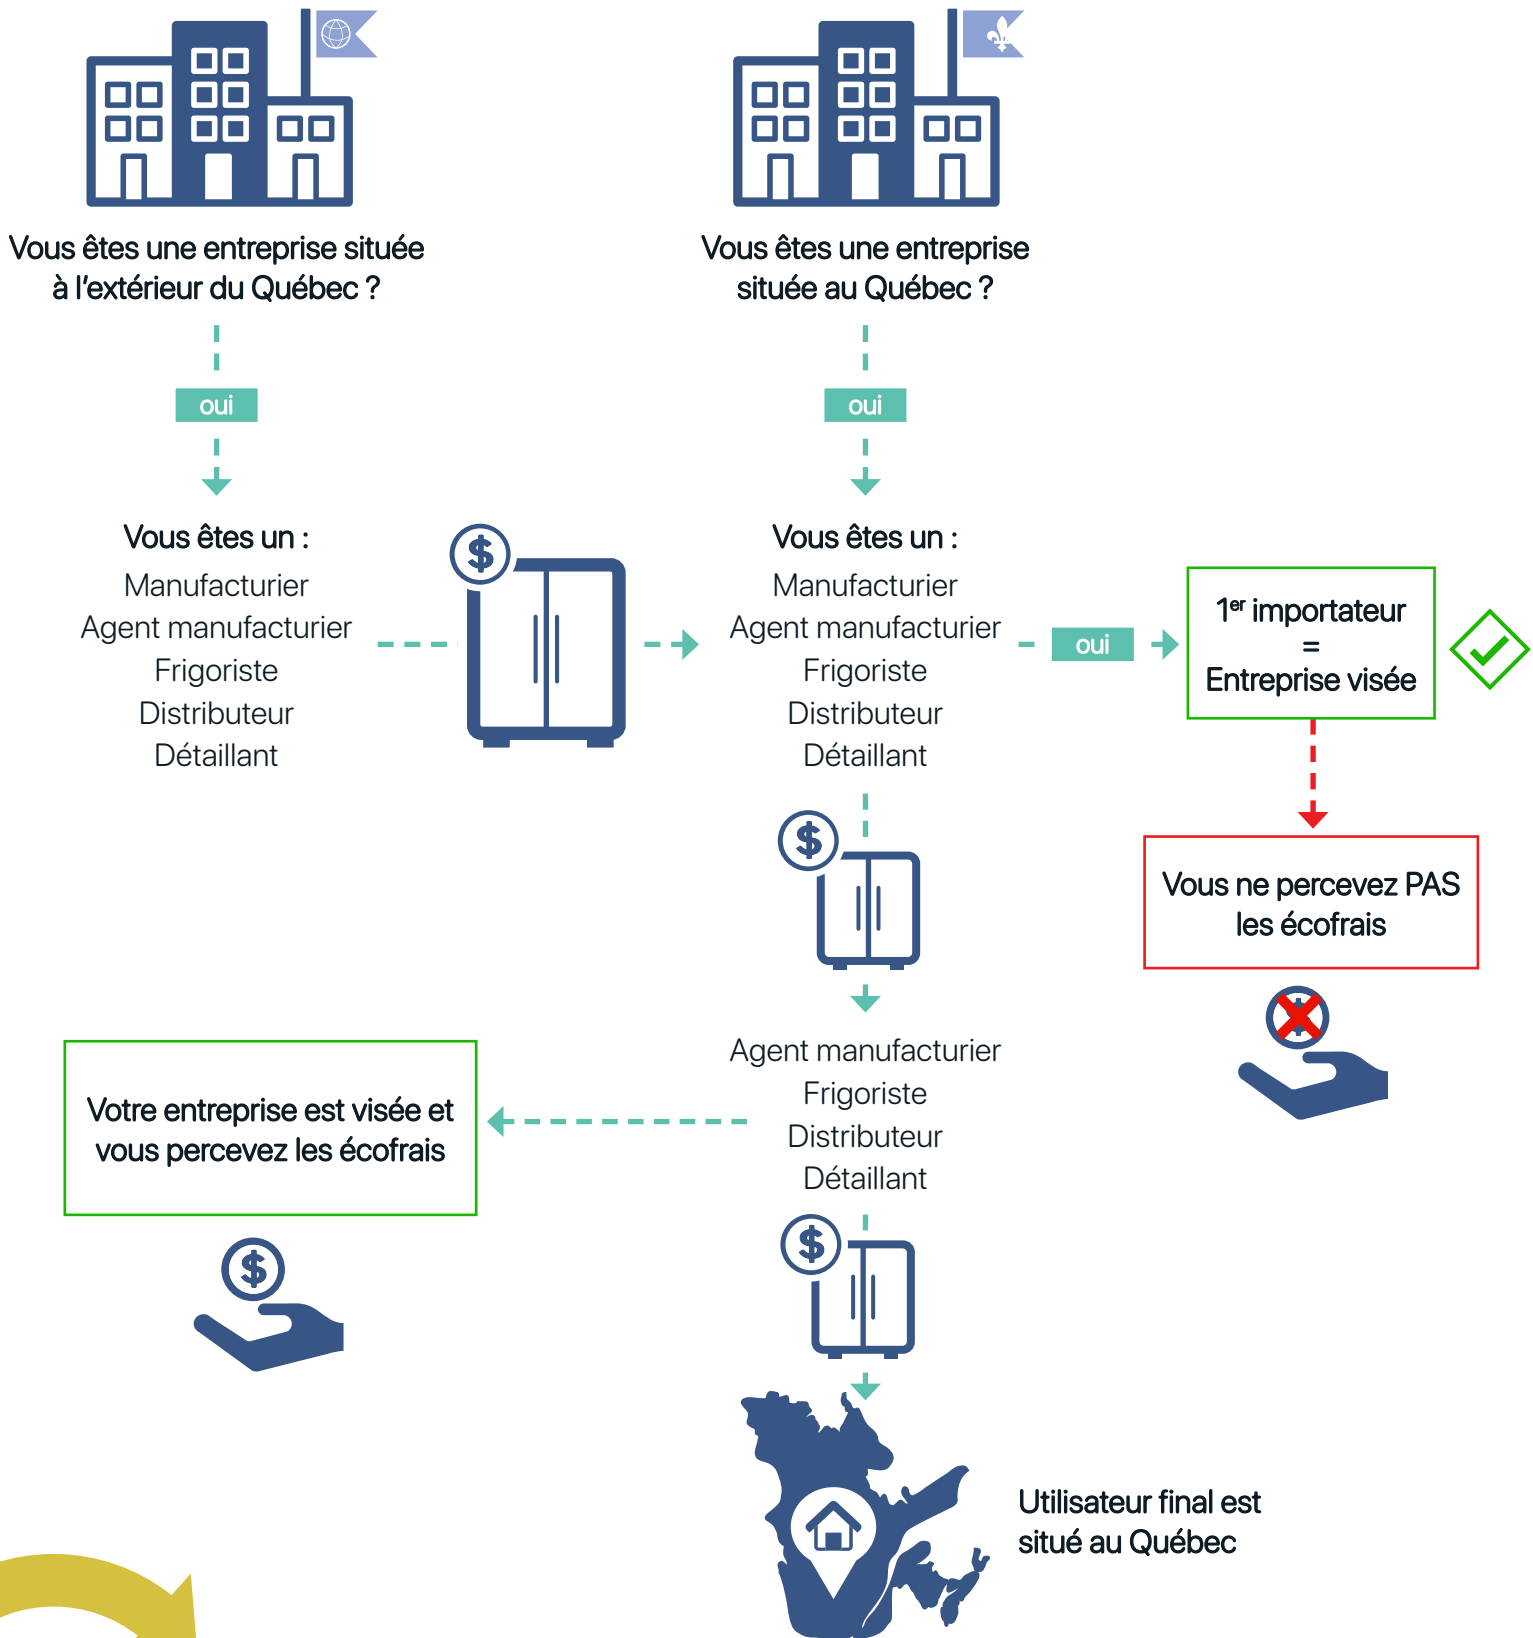 Vous êtes une entreprise située
à l'extérieur du Québec ?
oui
Vous êtes un :
Manufacturier
Agent manufacturier
Frigoriste
Distributeur
Détaillant
$
Vous êtes une entreprise
située au Québec ?
oui
Vous êtes un :
Manufacturier
Agent manufacturier
Frigoriste
Distributeur
Détaillant
oui
1er importateur
=
Entreprise visée
Vous ne percevez PAS
les écofrais
$
Agent manufacturier
Frigoriste
Distributeur
Détaillant
Votre entreprise est visée et
vous percevez les écofrais
$
$
Utilisateur final est
situé au Québec